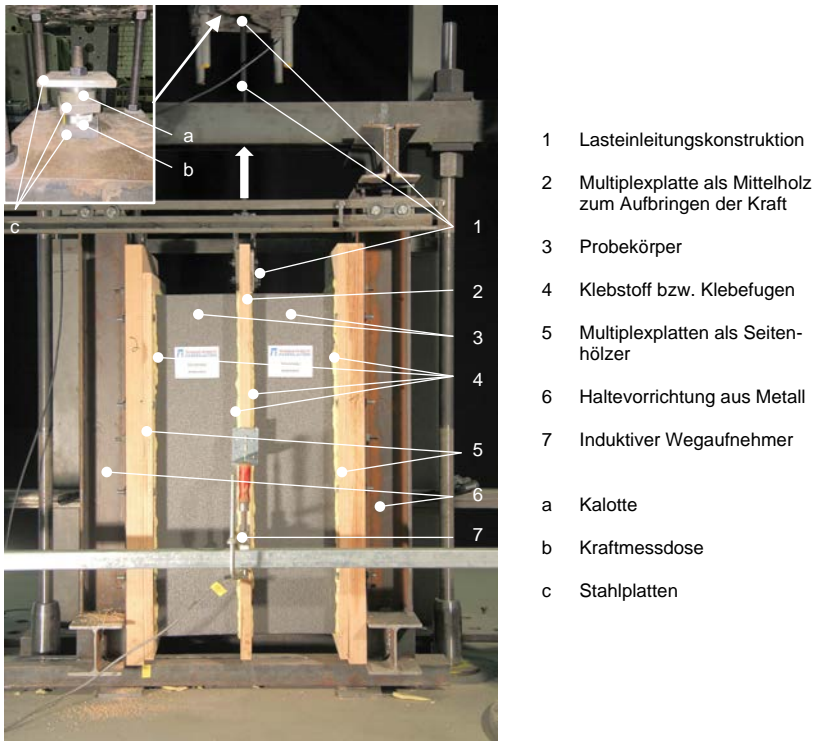 a
b
c
1
2
3
4
5
6
7
1 Lasteinleitungskonstruktion
2 Multiplexplatte als Mittelholz
zum Aufbringen der Kraft
3 Probekörper
4 Klebstoff bzw. Klebefugen
5 Multiplexplatten als Seiten-
hölzer
6 Haltevorrichtung aus Metall
7 Induktiver Wegaufnehmer
a Kalotte
b Kraftmessdose
c Stahlplatten